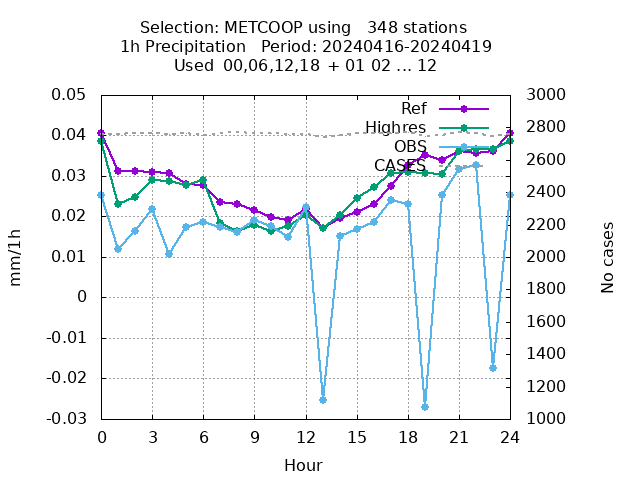 Selection: METCOOP using   348 stations
1h Precipitation   Period: 20240416-20240419
Used  00,06,12,18 + 01 02 ... 12
0.05
0.04
0.03
0.02
0.01
0
-0.01
-0.02
-0.03
mm/1h
Ref
Highres
OBS
CASES
3000
2800
2600
2400
2200
2000
1800
1600
1400
1200
1000
No cases
0 3 6 9 12 15 18 21 24
Hour